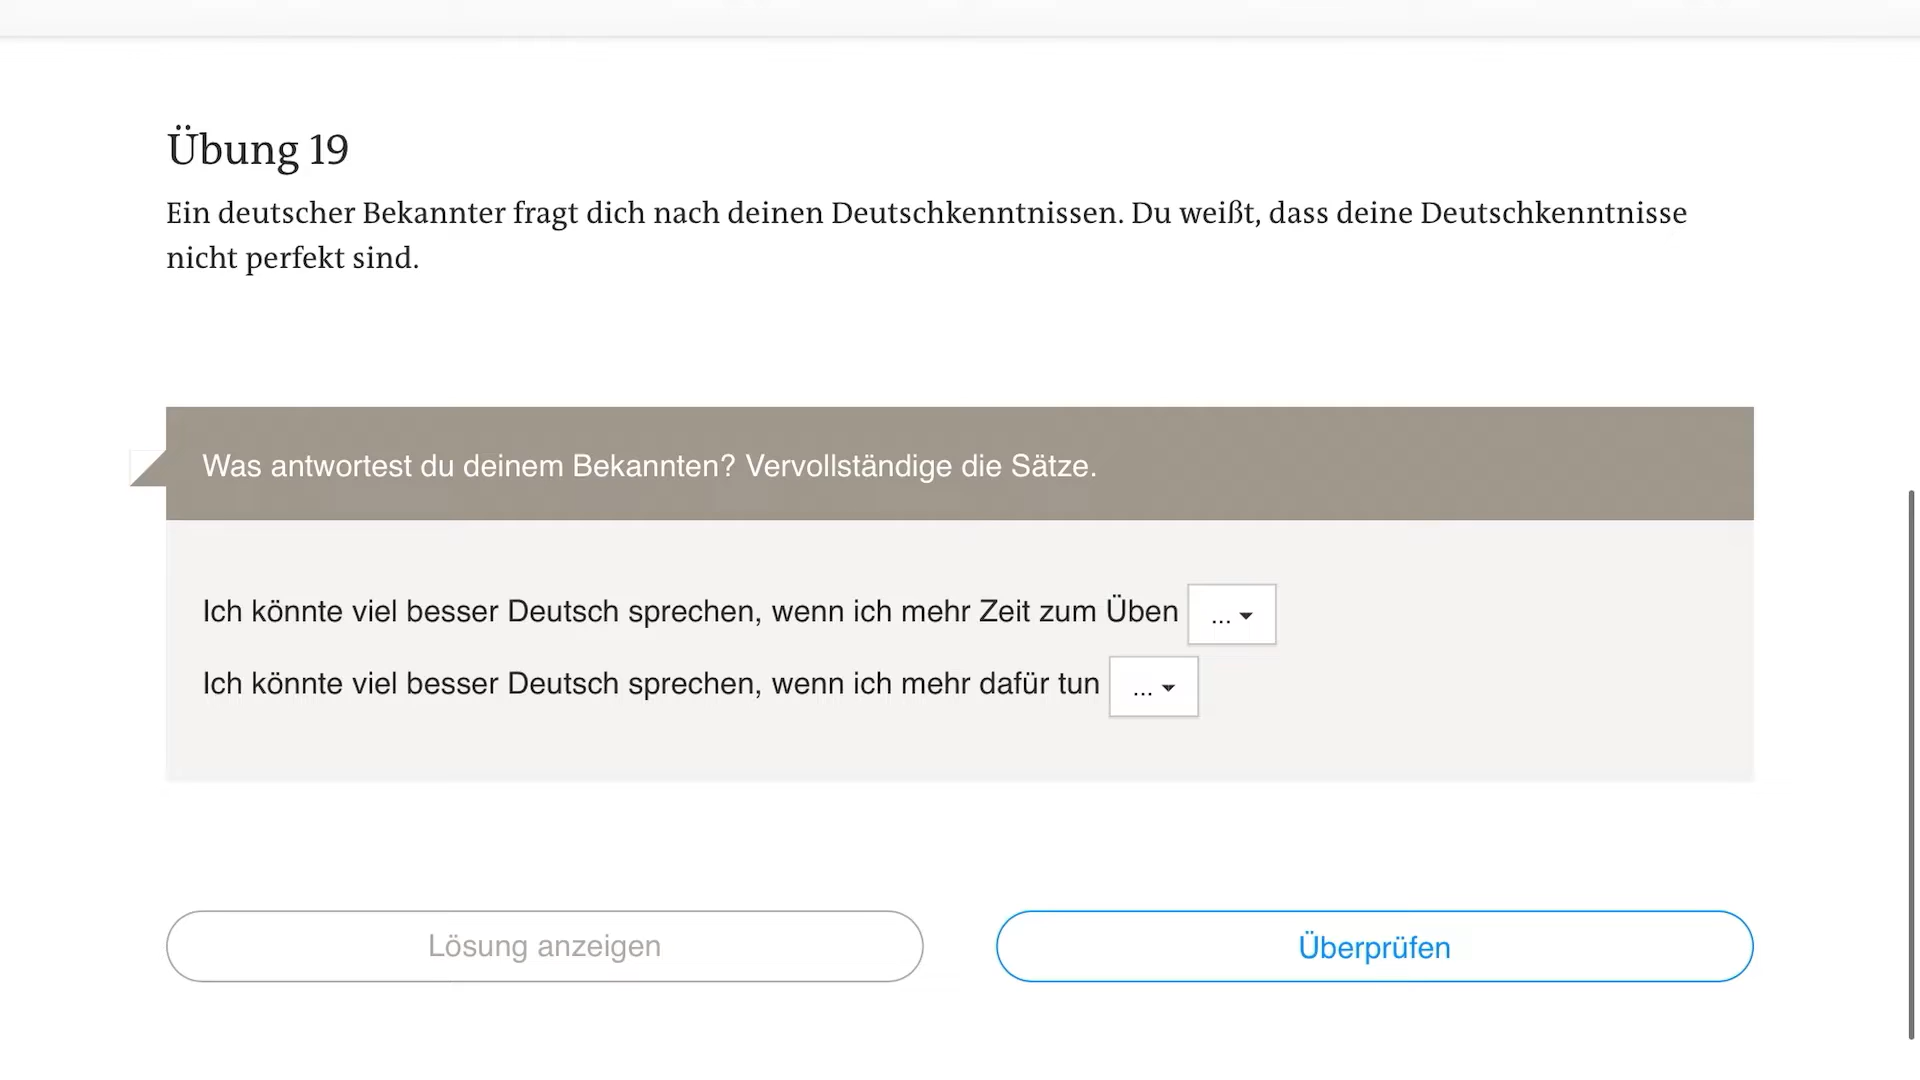 Übung 19
Ein deutscher Bekannter fragt dich nach deinen Deutschkenntnissen. Du weißt, dass deine Deutschkenntnisse
nicht perfekt sind.
Was antwortest du deinem Bekannten? Vervollständige die Sätze.
Ich könnte viel besser Deutsch sprechen, wenn ich mehr Zeit zum Üben ...
Ich könnte viel besser Deutsch sprechen, wenn ich mehr dafür tun ...
Lösung anzeigen
Überprüfen